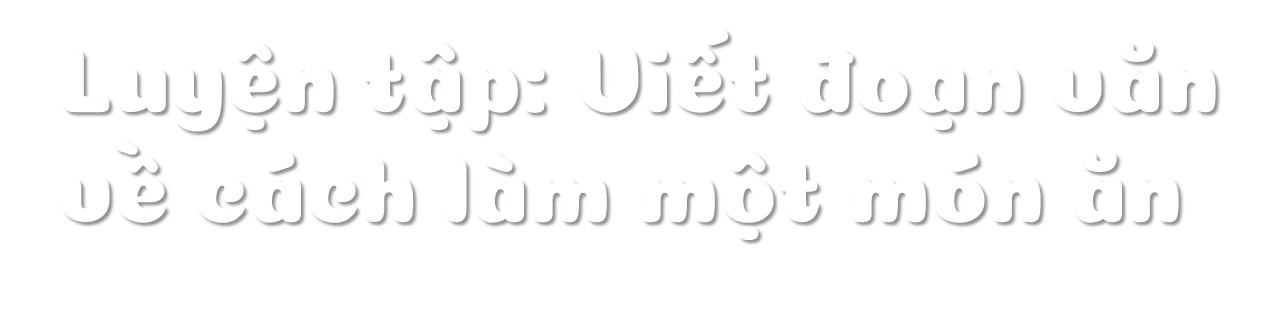 Luyện tập: Viết đoạn văn
về cách làm một món ăn